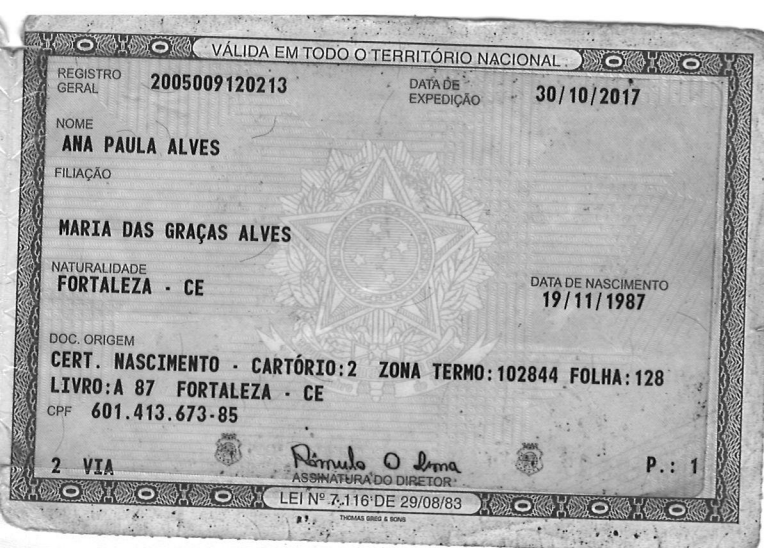 VÁLIDA EM TODO O TERRITÓRIO NACIONAL
REGISTRO GERAL 2005009120213 DATA DE EXPEDIÇÃO 30/10/2017
NOME
ANA PAULA ALVES
FILIAÇÃO
MARIA DAS GRAÇAS ALVES
NATURALIDADE
FORTALEZA - CE
DATA DE NASCIMENTO
19/11/1987
DOC. ORIGEM
CERT. NASCIMENTO - CARTÓRIO:2 ZONA TERMO:102844 FOLHA:128
LIVRO:A 87 FORTALEZA - CE
CPF 601.413.673-85
2 VIA P.: 1
ASSINATURA DO DIRETOR
LEI Nº 7.116 DE 29/08/83
THOMAS GREG & SONS